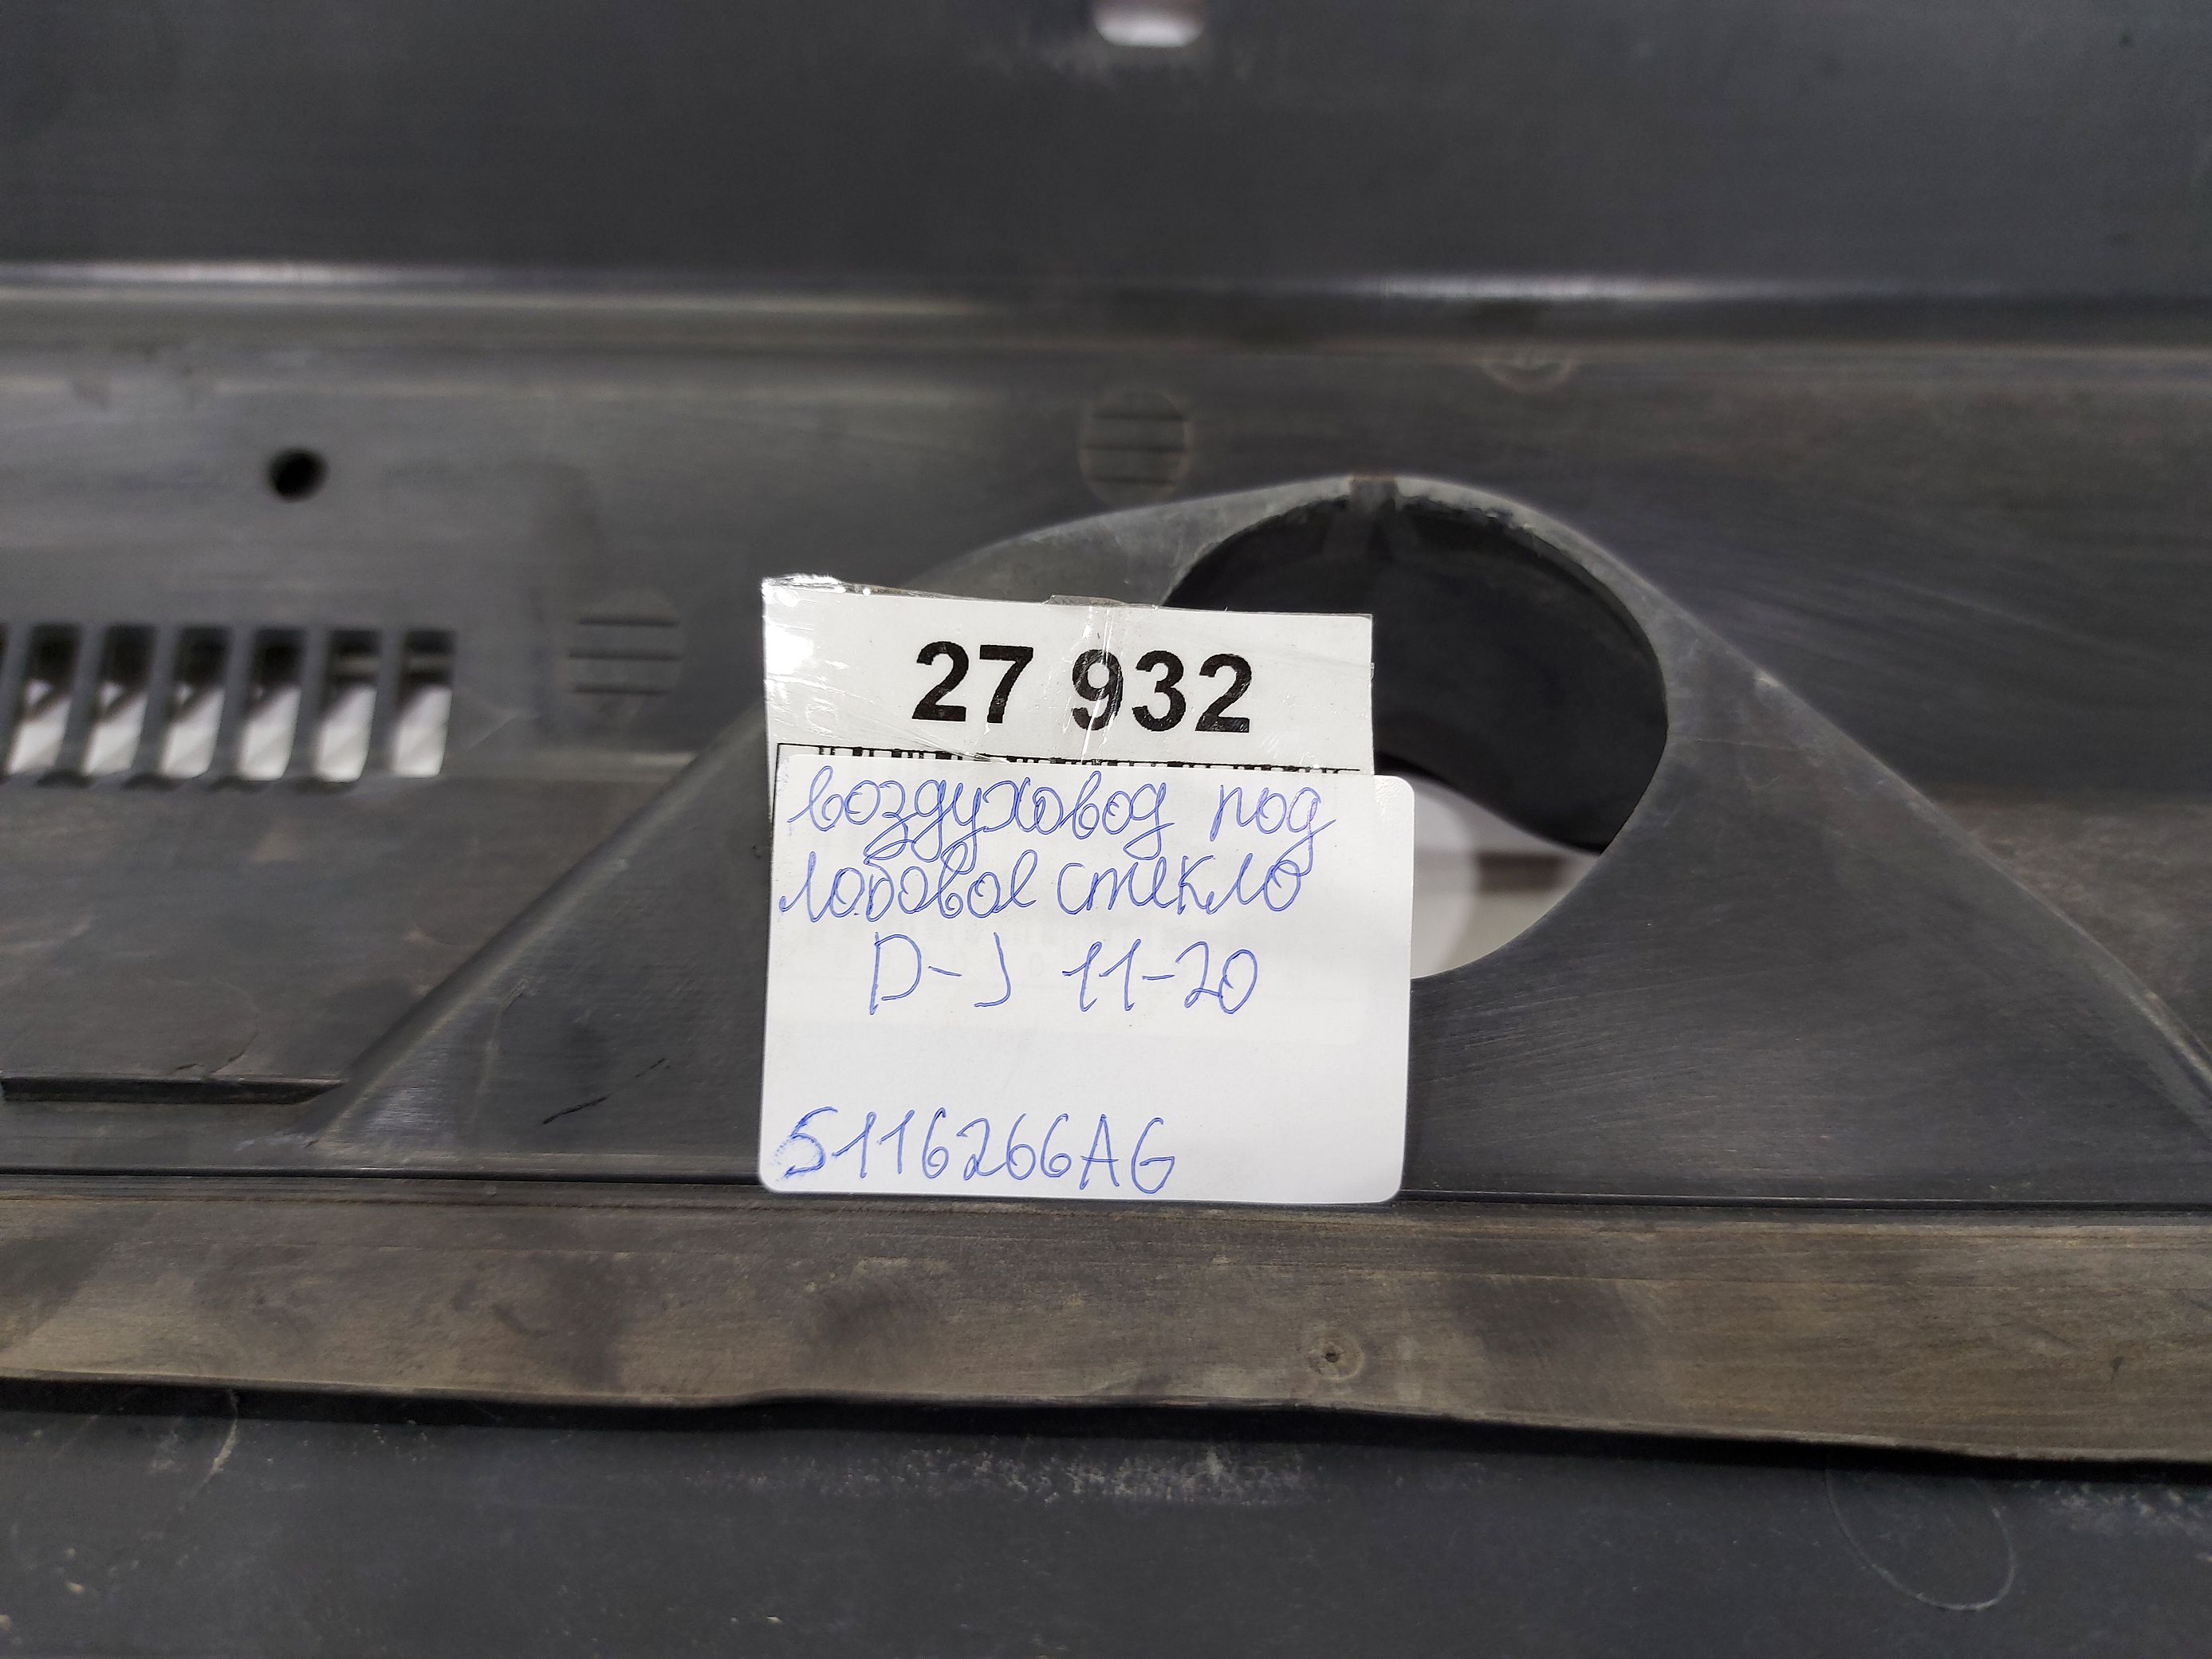 27 932
воздуховод под
лобовое стекло
D-J 11-20
5116266AG